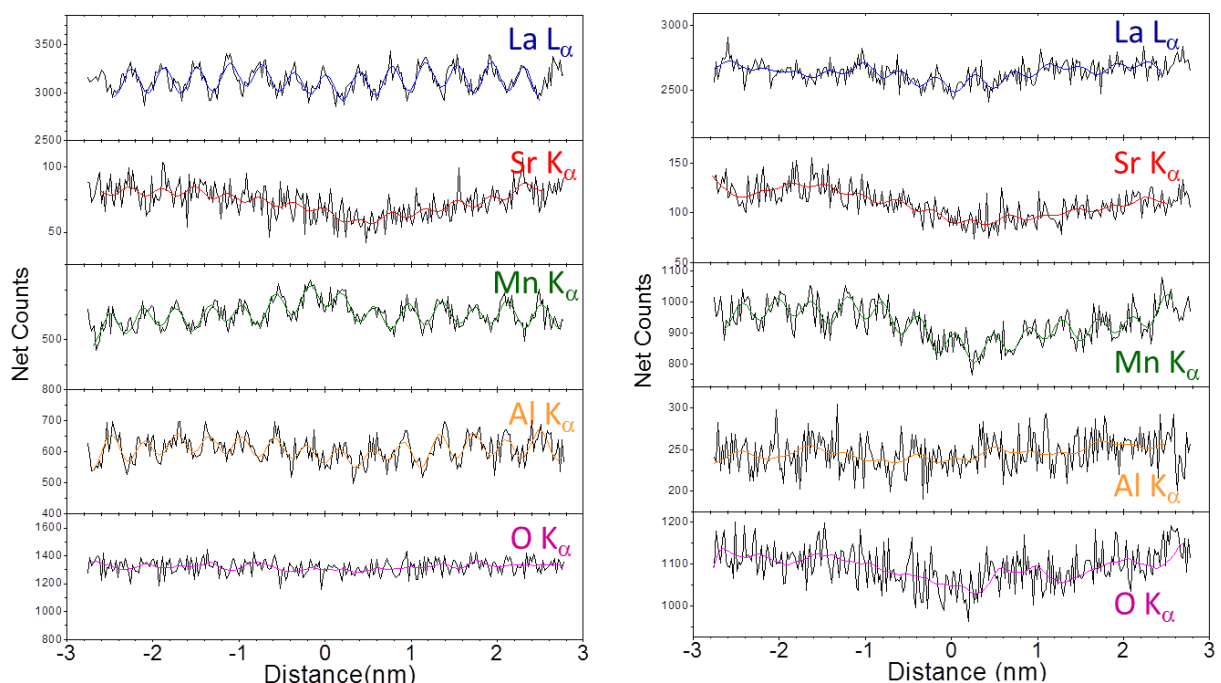 La Lα
3500
3000
2500
Sr Kα
100
50
Mn Kα
500
800
Al Kα
700
600
500
400
O Kα
1600
1400
1200
1000
800
Net Counts
-3 -2 -1 0 1 2 3
Distance(nm)
La Lα
3000
2500
Sr Kα
150
100
50
1100
1000
900
800
Mn Kα
300
250
200
Al Kα
1200
1100
1000
O Kα
Net Counts
-3 -2 -1 0 1 2 3
Distance (nm)